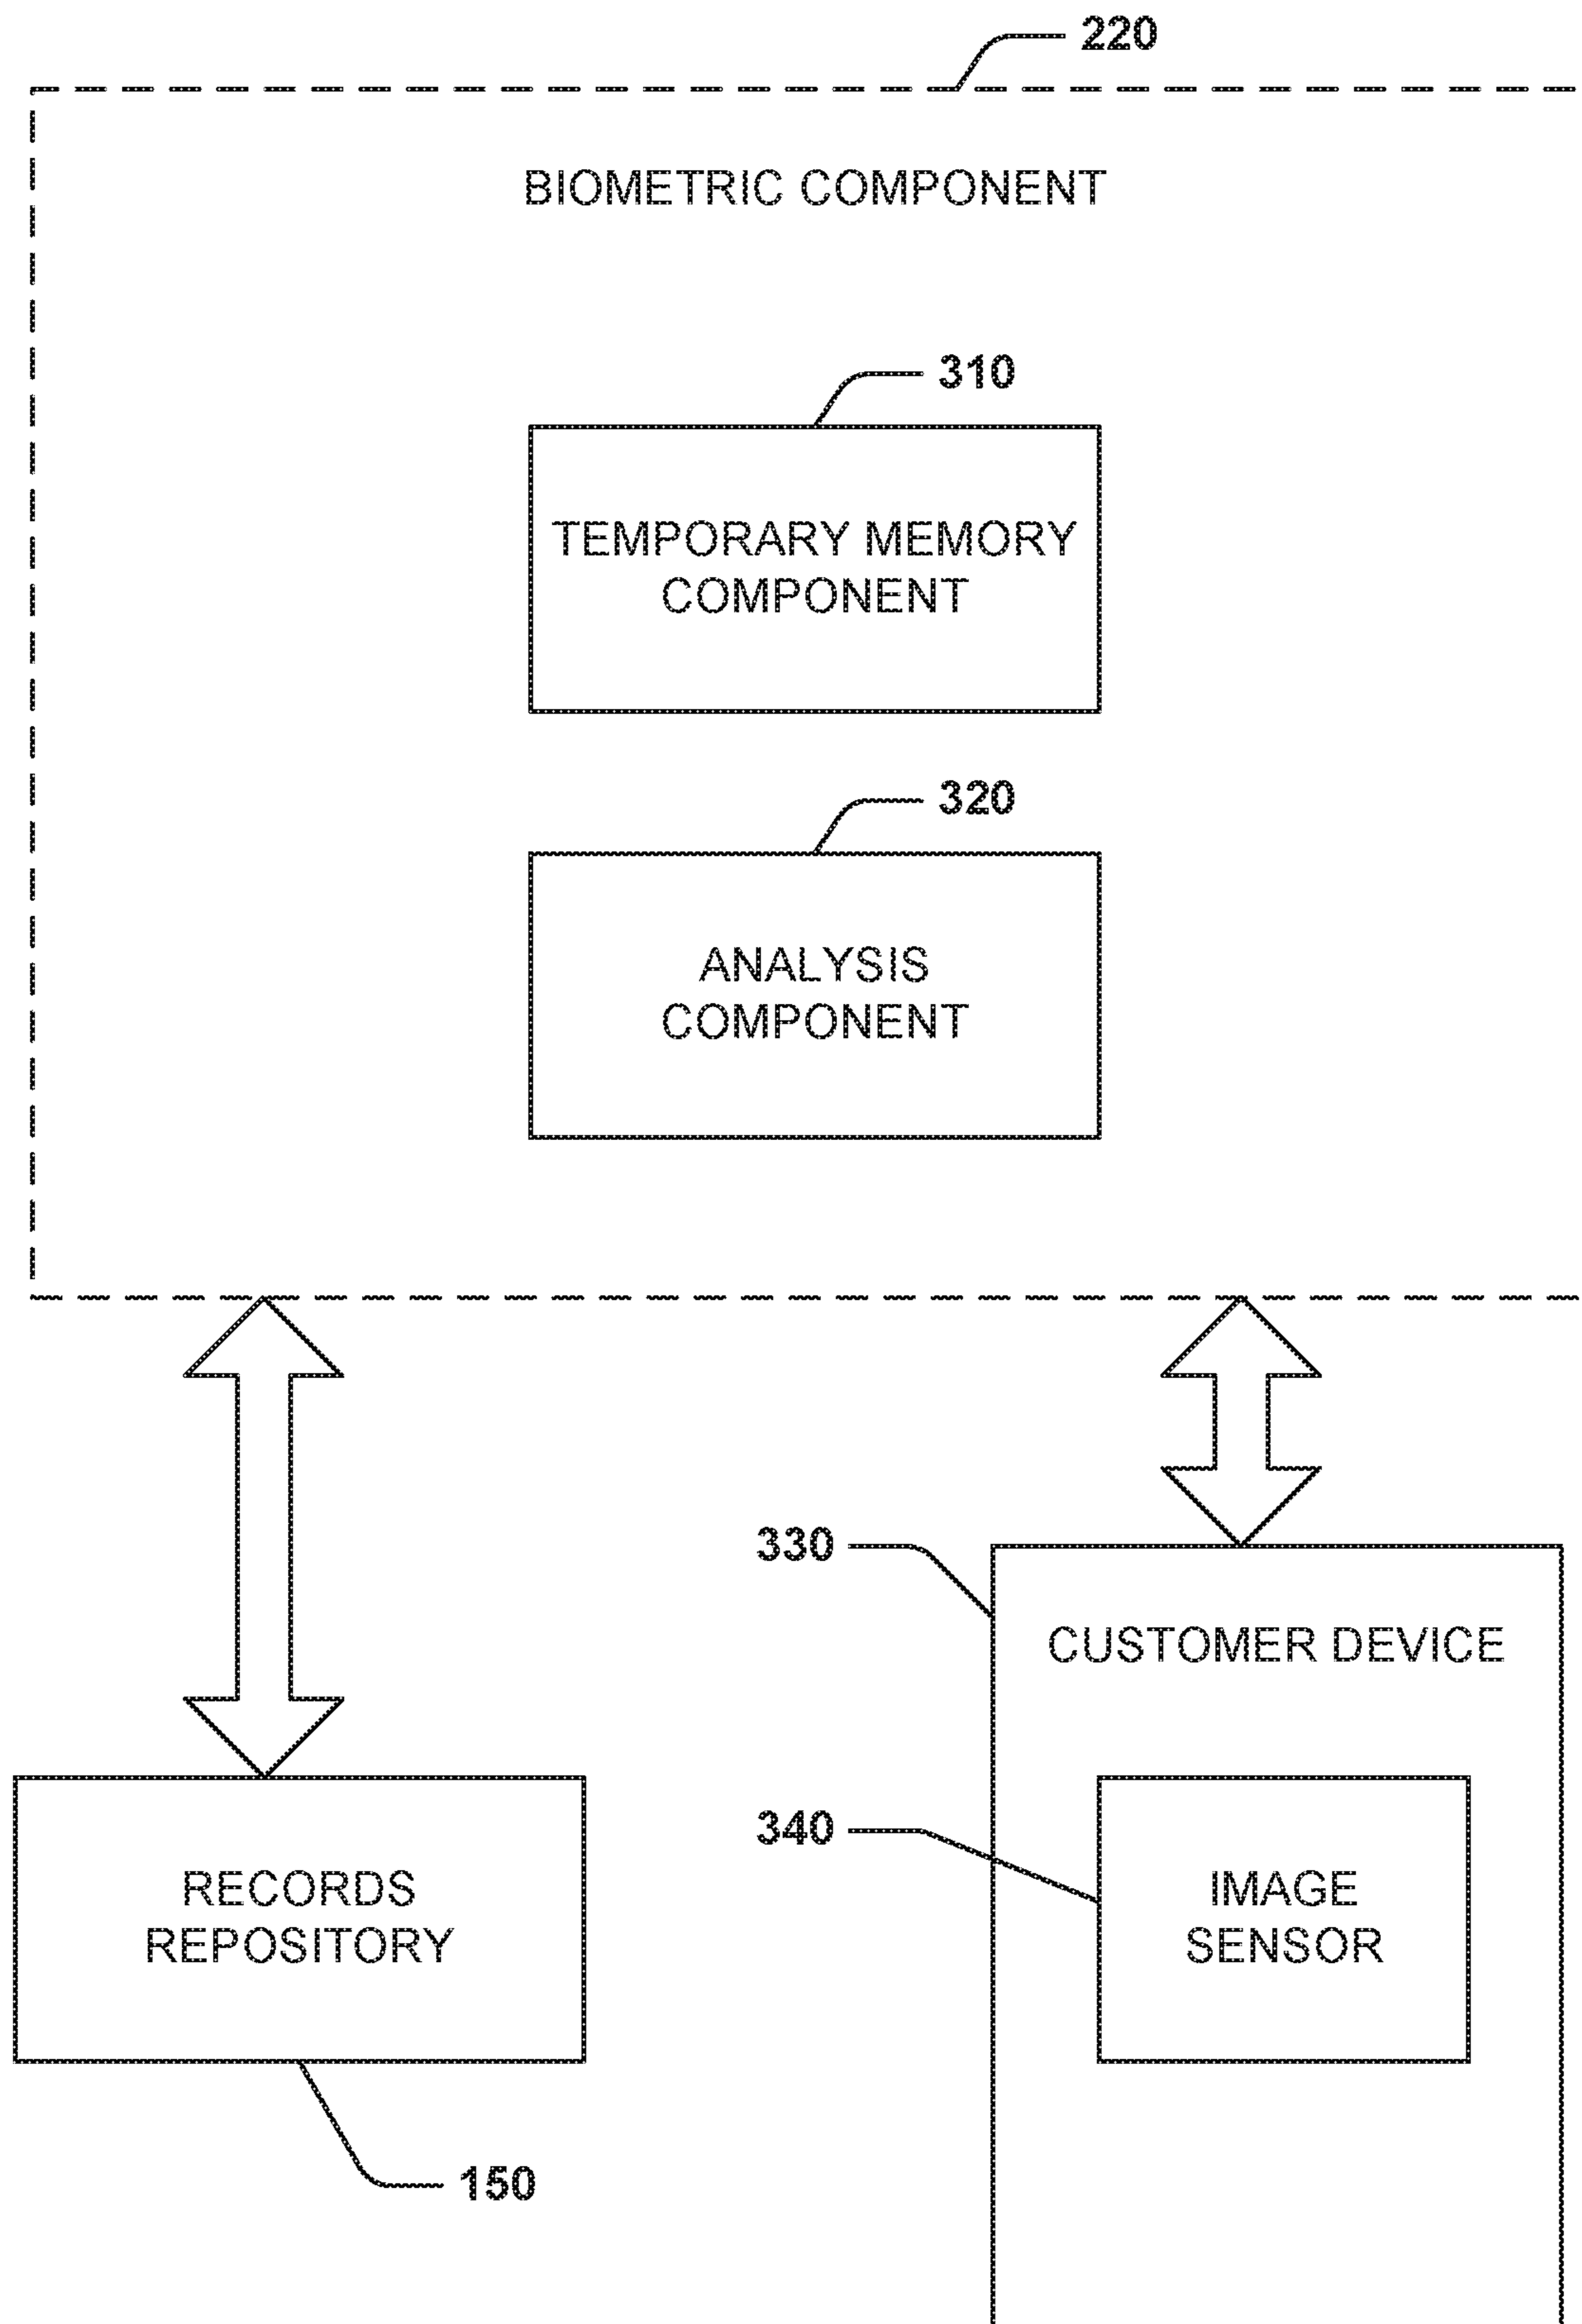 220
BIOMETRIC COMPONENT
310
TEMPORARY MEMORY
COMPONENT
320
ANALYSIS
COMPONENT
330
CUSTOMER DEVICE
340
IMAGE
SENSOR
RECORDS
REPOSITORY
150